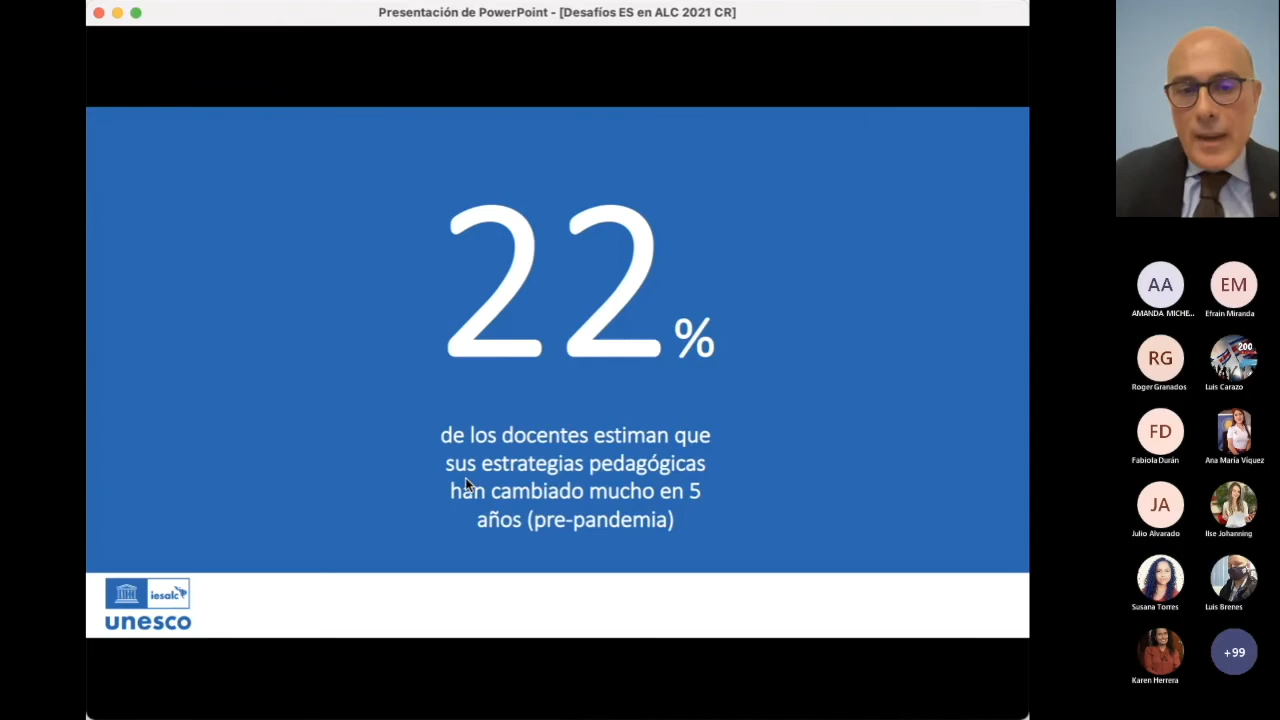 Presentación de PowerPoint - [Desafíos ES en ALC 2021 CR]
22%
de los docentes estiman que
sus estrategias pedagógicas
han cambiado mucho en 5
años (pre-pandemia)
iesalc
unesco
AA
EM
AMANDA MICHE...
Efrain Miranda
RG
200
Roger Granados
Luis Carazo
FD
Fabiola Durán
Ana María Víquez
JA
Julio Alvarado
Ilse Johanning
Susana Torres
Luis Brenes
+99
Karen Herrera